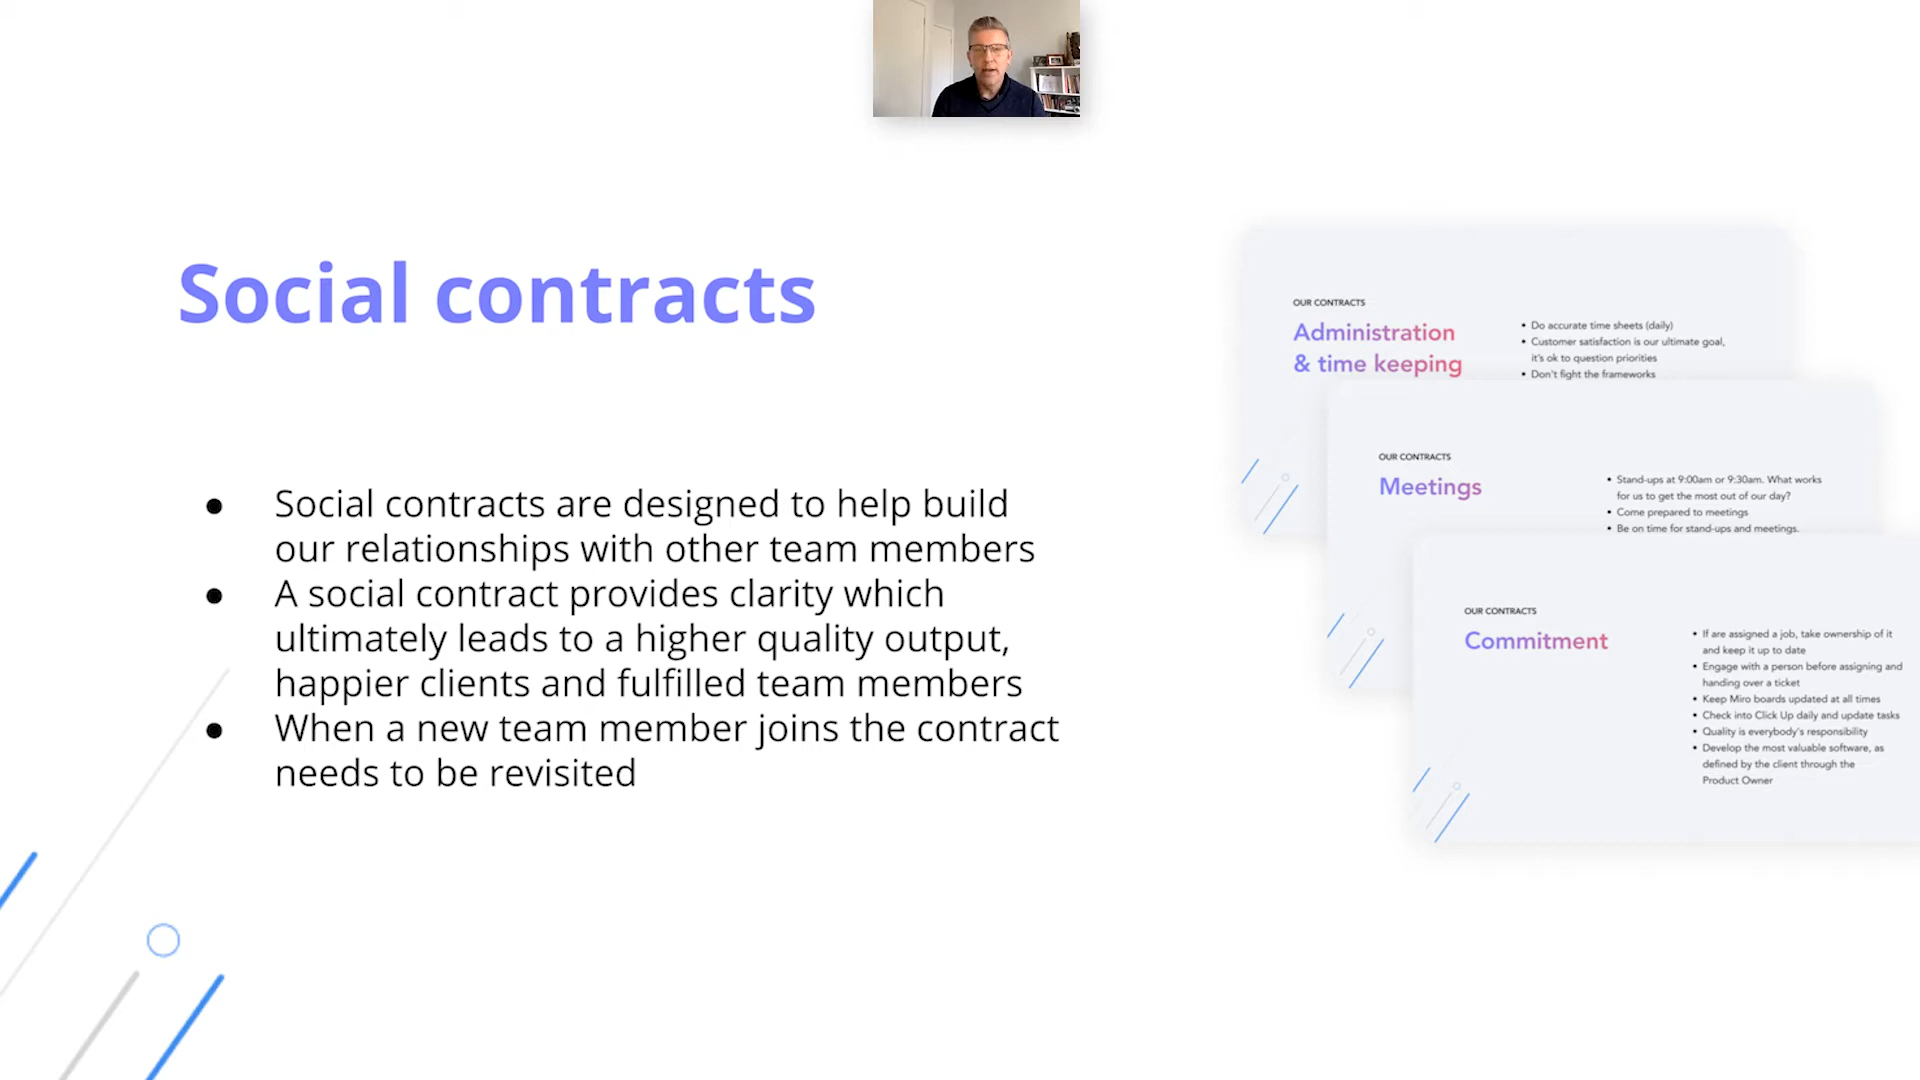 Social contracts
● Social contracts are designed to help build
our relationships with other team members
● A social contract provides clarity which
ultimately leads to a higher quality output,
happier clients and fulfilled team members
● When a new team member joins the contract
needs to be revisited
OUR CONTRACTS
Administration
& time keeping
• Do accurate time sheets (daily)
• Customer satisfaction is our ultimate goal,
it's ok to question priorities
• Don't fight the frameworks
OUR CONTRACTS
Meetings
• Stand-ups at 9:00am or 9:30am. What works
for us to get the most out of our day?
• Come prepared to meetings
• Be on time for stand-ups and meetings.
OUR CONTRACTS
Commitment
• If are assigned a job, take ownership of it
and keep it up to date
• Engage with a person before assigning and
handing over a ticket
• Keep Miro boards updated at all times
• Check into Click Up daily and update tasks
• Quality is everybody's responsibility
• Develop the most valuable software, as
defined by the client through the
Product Owner